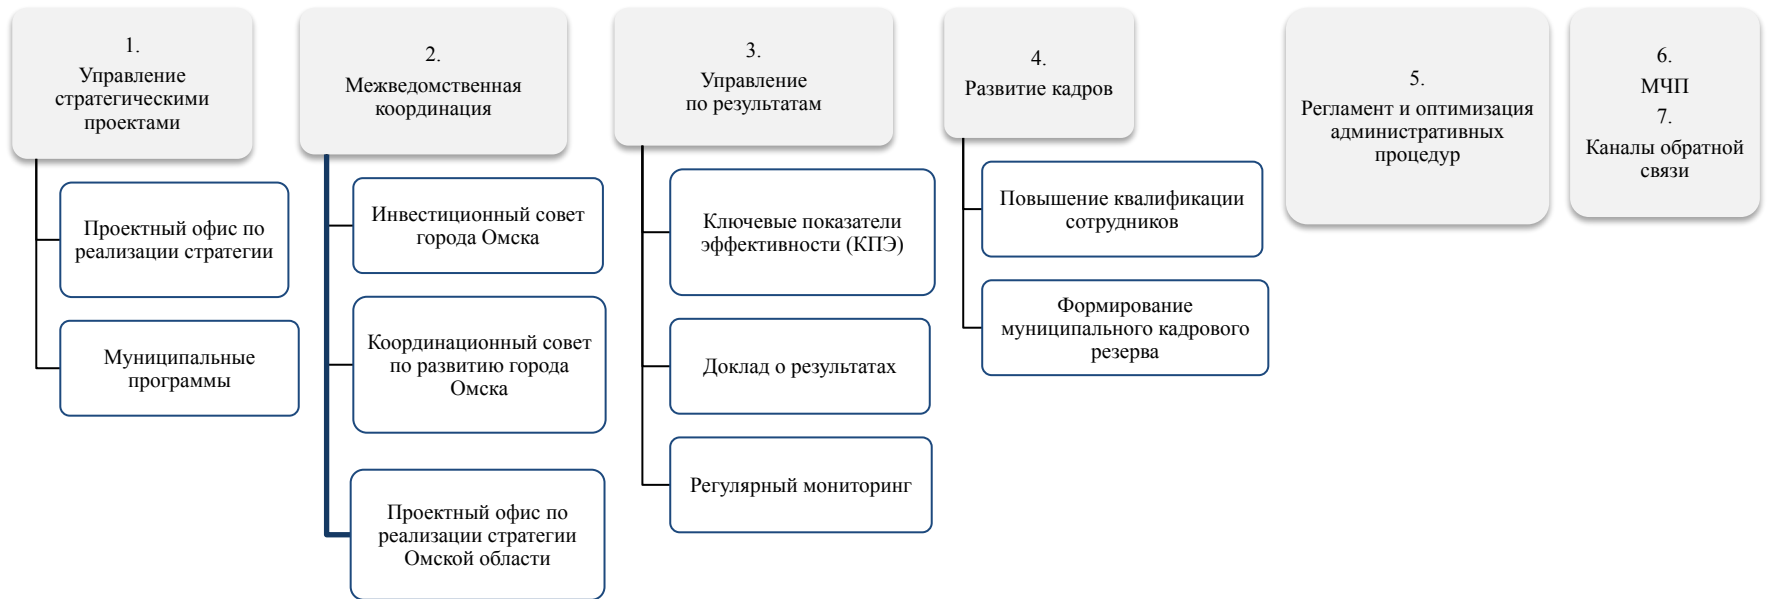 1.
Управление
стратегическими
проектами
Проектный офис по
реализации стратегии
Муниципальные
программы
2.
Межведомственная
координация
Инвестиционный совет
города Омска
Координационный совет
по развитию города
Омска
Проектный офис по
реализации стратегии
Омской области
3.
Управление
по результатам
Ключевые показатели
эффективности (КПЭ)
Доклад о результатах
Регулярный мониторинг
4.
Развитие кадров
Повышение квалификации
сотрудников
Формирование
муниципального кадрового
резерва
5.
Регламент и оптимизация
административных
процедур
6.
МЧП
7.
Каналы обратной
связи